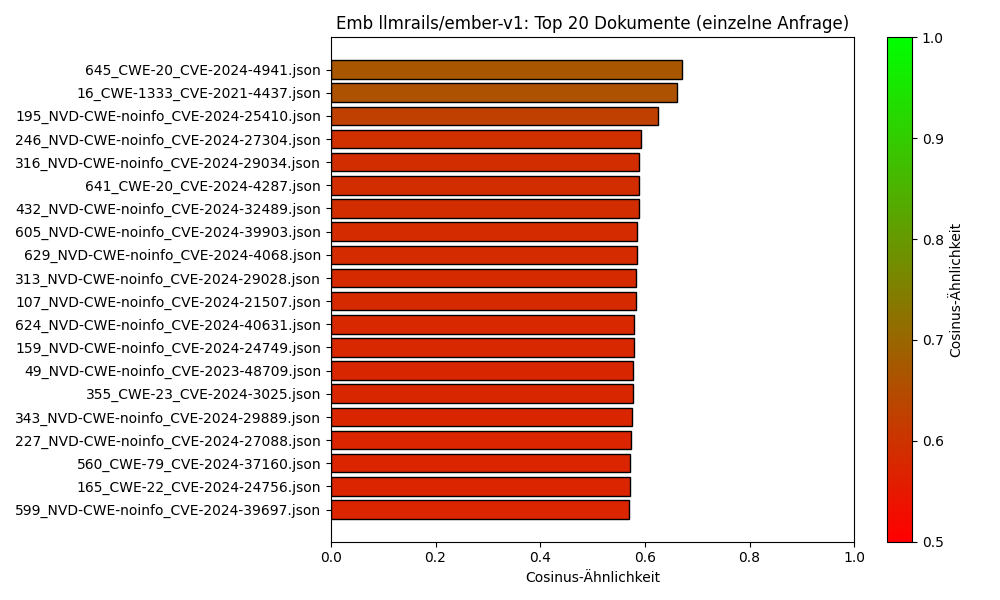 Emb llmrails/ember-v1: Top 20 Dokumente (einzelne Anfrage)
645_CWE-20_CVE-2024-4941.json
16_CWE-1333_CVE-2021-4437.json
195_NVD-CWE-noinfo_CVE-2024-25410.json
246_NVD-CWE-noinfo_CVE-2024-27304.json
316_NVD-CWE-noinfo_CVE-2024-29034.json
641_CWE-20_CVE-2024-4287.json
432_NVD-CWE-noinfo_CVE-2024-32489.json
605_NVD-CWE-noinfo_CVE-2024-39903.json
629_NVD-CWE-noinfo_CVE-2024-4068.json
313_NVD-CWE-noinfo_CVE-2024-29028.json
107_NVD-CWE-noinfo_CVE-2024-21507.json
624_NVD-CWE-noinfo_CVE-2024-40631.json
159_NVD-CWE-noinfo_CVE-2024-24749.json
49_NVD-CWE-noinfo_CVE-2023-48709.json
355_CWE-23_CVE-2024-3025.json
343_NVD-CWE-noinfo_CVE-2024-29889.json
227_NVD-CWE-noinfo_CVE-2024-27088.json
560_CWE-79_CVE-2024-37160.json
165_CWE-22_CVE-2024-24756.json
599_NVD-CWE-noinfo_CVE-2024-39697.json
0.0 0.2 0.4 0.6 0.8 1.0
Cosinus-Ähnlichkeit
1.0
0.9
0.8
0.7
0.6
0.5
Cosinus-Ähnlichkeit